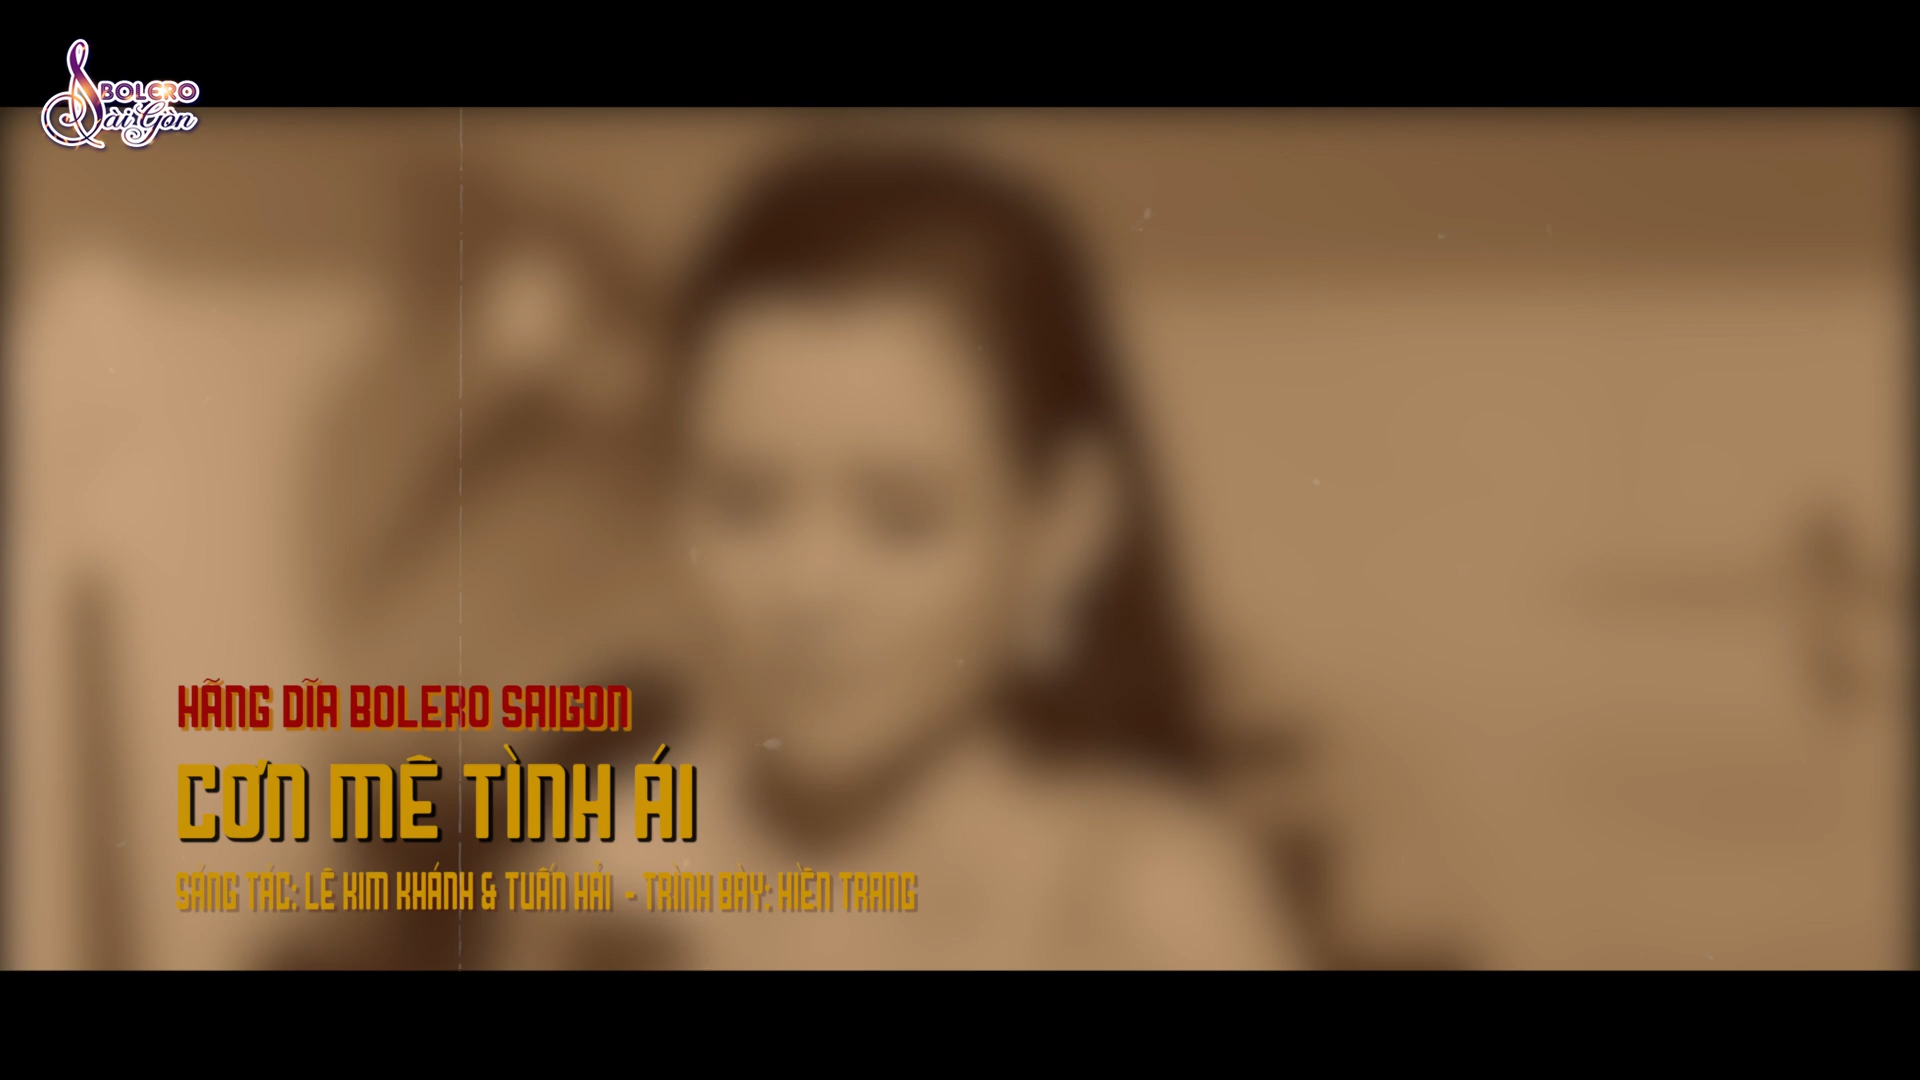 BOLERO
Sài Gòn
HÃNG DĨA BOLERO SAIGON
CƠN MÊ TÌNH ÁI
SÁNG TÁC: LÊ KIM KHÁNH & TUẤN HẢI - TRÌNH BÀY: HIỀN TRANG